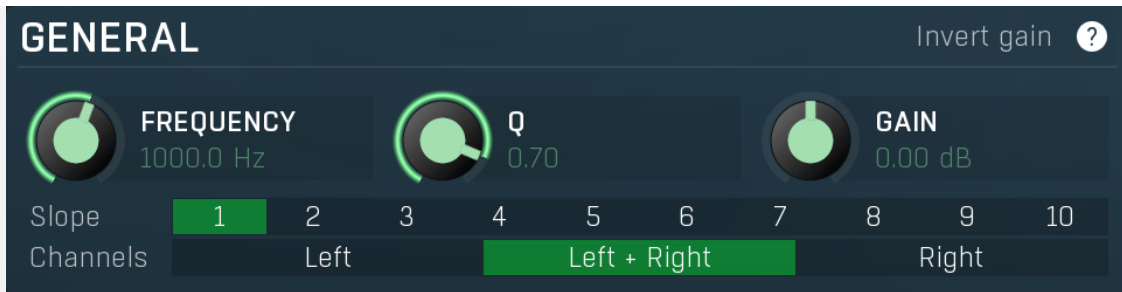 GENERAL Invert gain ?
FREQUENCY Q GAIN
1000.0 Hz 0.70 0.00 dB
Slope 1 2 3 4 5 6 7 8 9 10
Channels Left Left + Right Right